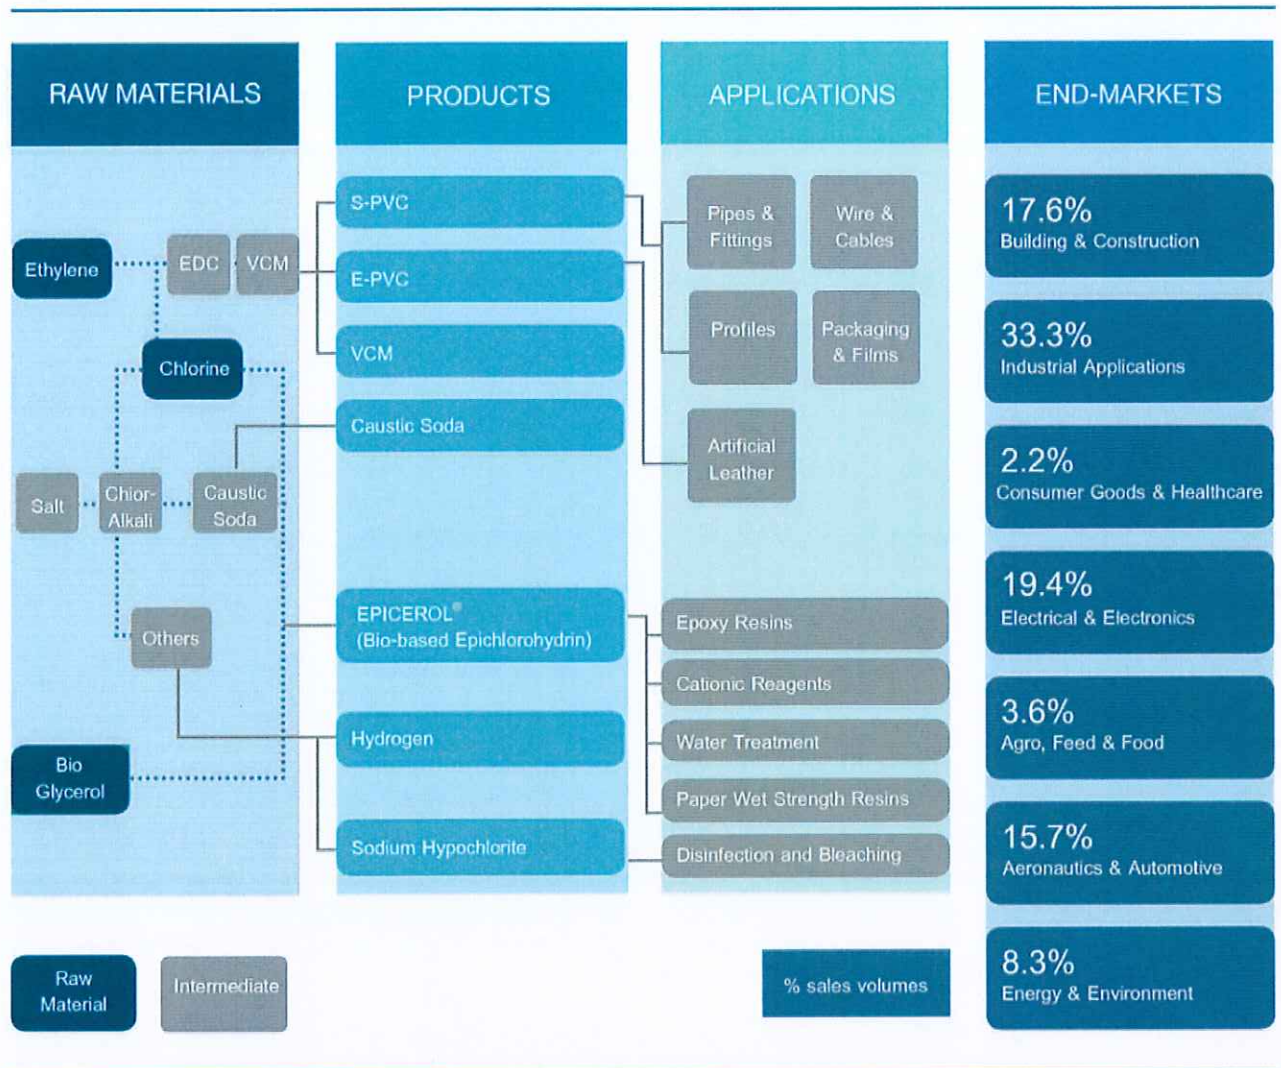 RAW MATERIALS
Ethylene
EDC
VCM
Chlorine
Salt
Chior-
Alkali
Caustic
Soda
Others
Bio
Glycerol
PRODUCTS
S-PVC
E-PVC
VCM
Caustic Soda
EPICEROL®
(Bio-based Epichlorohydrin)
Hydrogen
Sodium Hypochlorite
APPLICATIONS
Pipes &
Fittings
Wire &
Cables
Profiles
Packaging
& Films
Artificial
Leather
Epoxy Resins
Cationic Reagents
Water Treatment
Paper Wet Strength Resins
Disinfection and Bleaching
END-MARKETS
17.6%
Building & Construction
33.3%
Industrial Applications
2.2%
Consumer Goods & Healthcare
19.4%
Electrical & Electronics
3.6%
Agro, Feed & Food
15.7%
Aeronautics & Automotive
8.3%
Energy & Environment
Raw
Material
Intermediate
% sales volumes